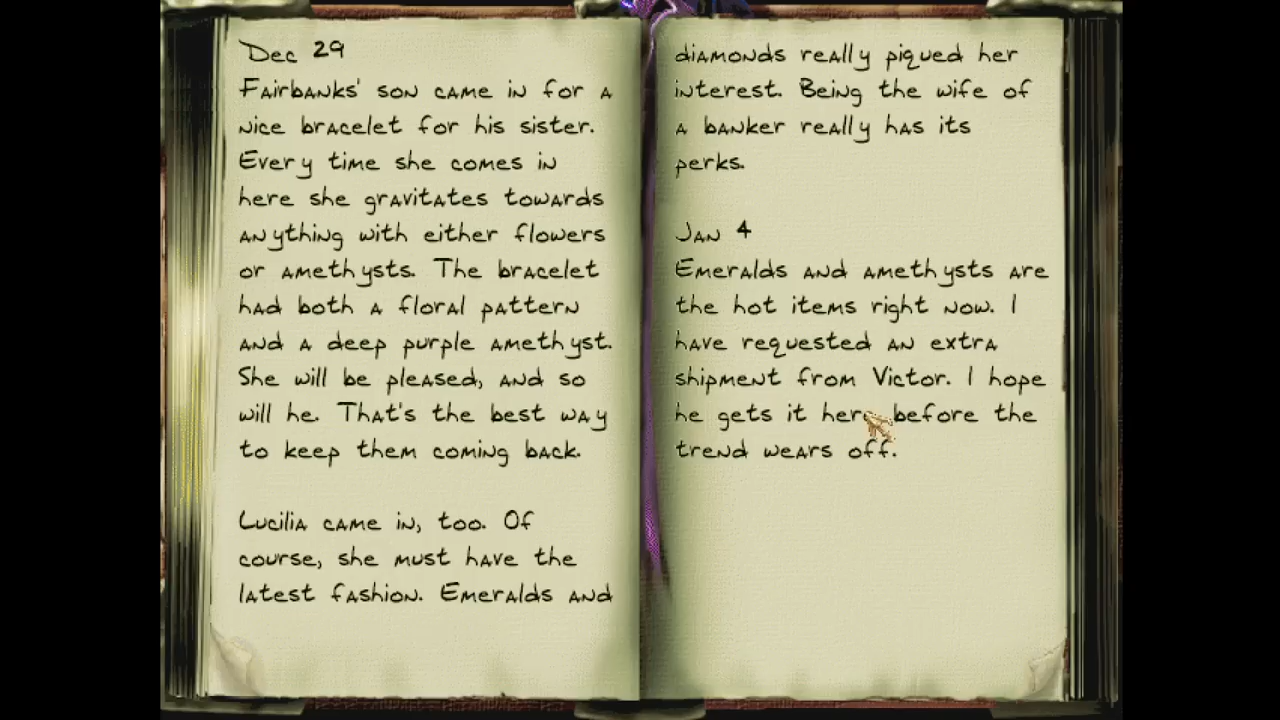 Dec 29
Fairbanks' son came in for a
nice bracelet for his sister.
Every time she comes in
here she gravitates towards
anything with either flowers
or amethysts. The bracelet
had both a floral pattern
and a deep purple amethyst.
She will be pleased, and so
will he. That's the best way
to keep them coming back.
Lucilia came in, too. Of
course, she must have the
latest fashion. Emeralds and
diamonds really piqued her
interest. Being the wife of
a banker really has its
perks.
Jan 4
Emeralds and amethysts are
the hot items right now. I
have requested an extra
shipment from Victor. I hope
he gets it here before the
trend wears off.